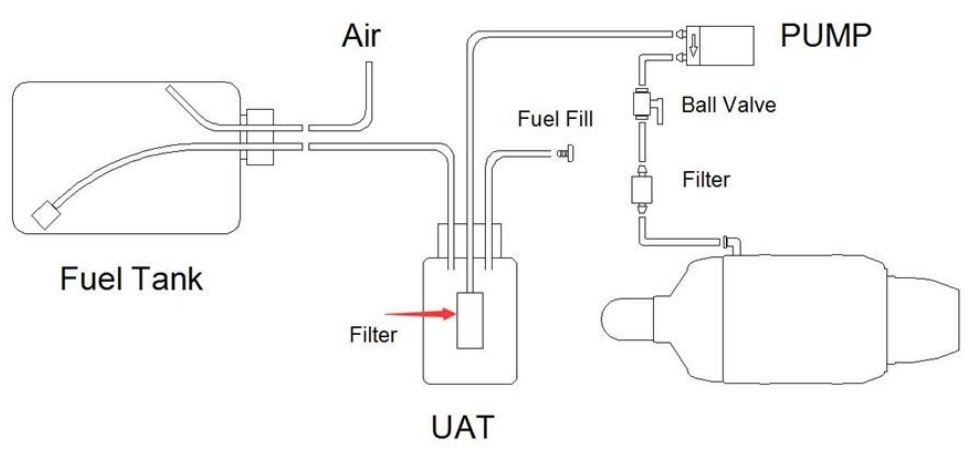 Air
PUMP
Ball Valve
Fuel Fill
Filter
Fuel Tank
Filter
UAT